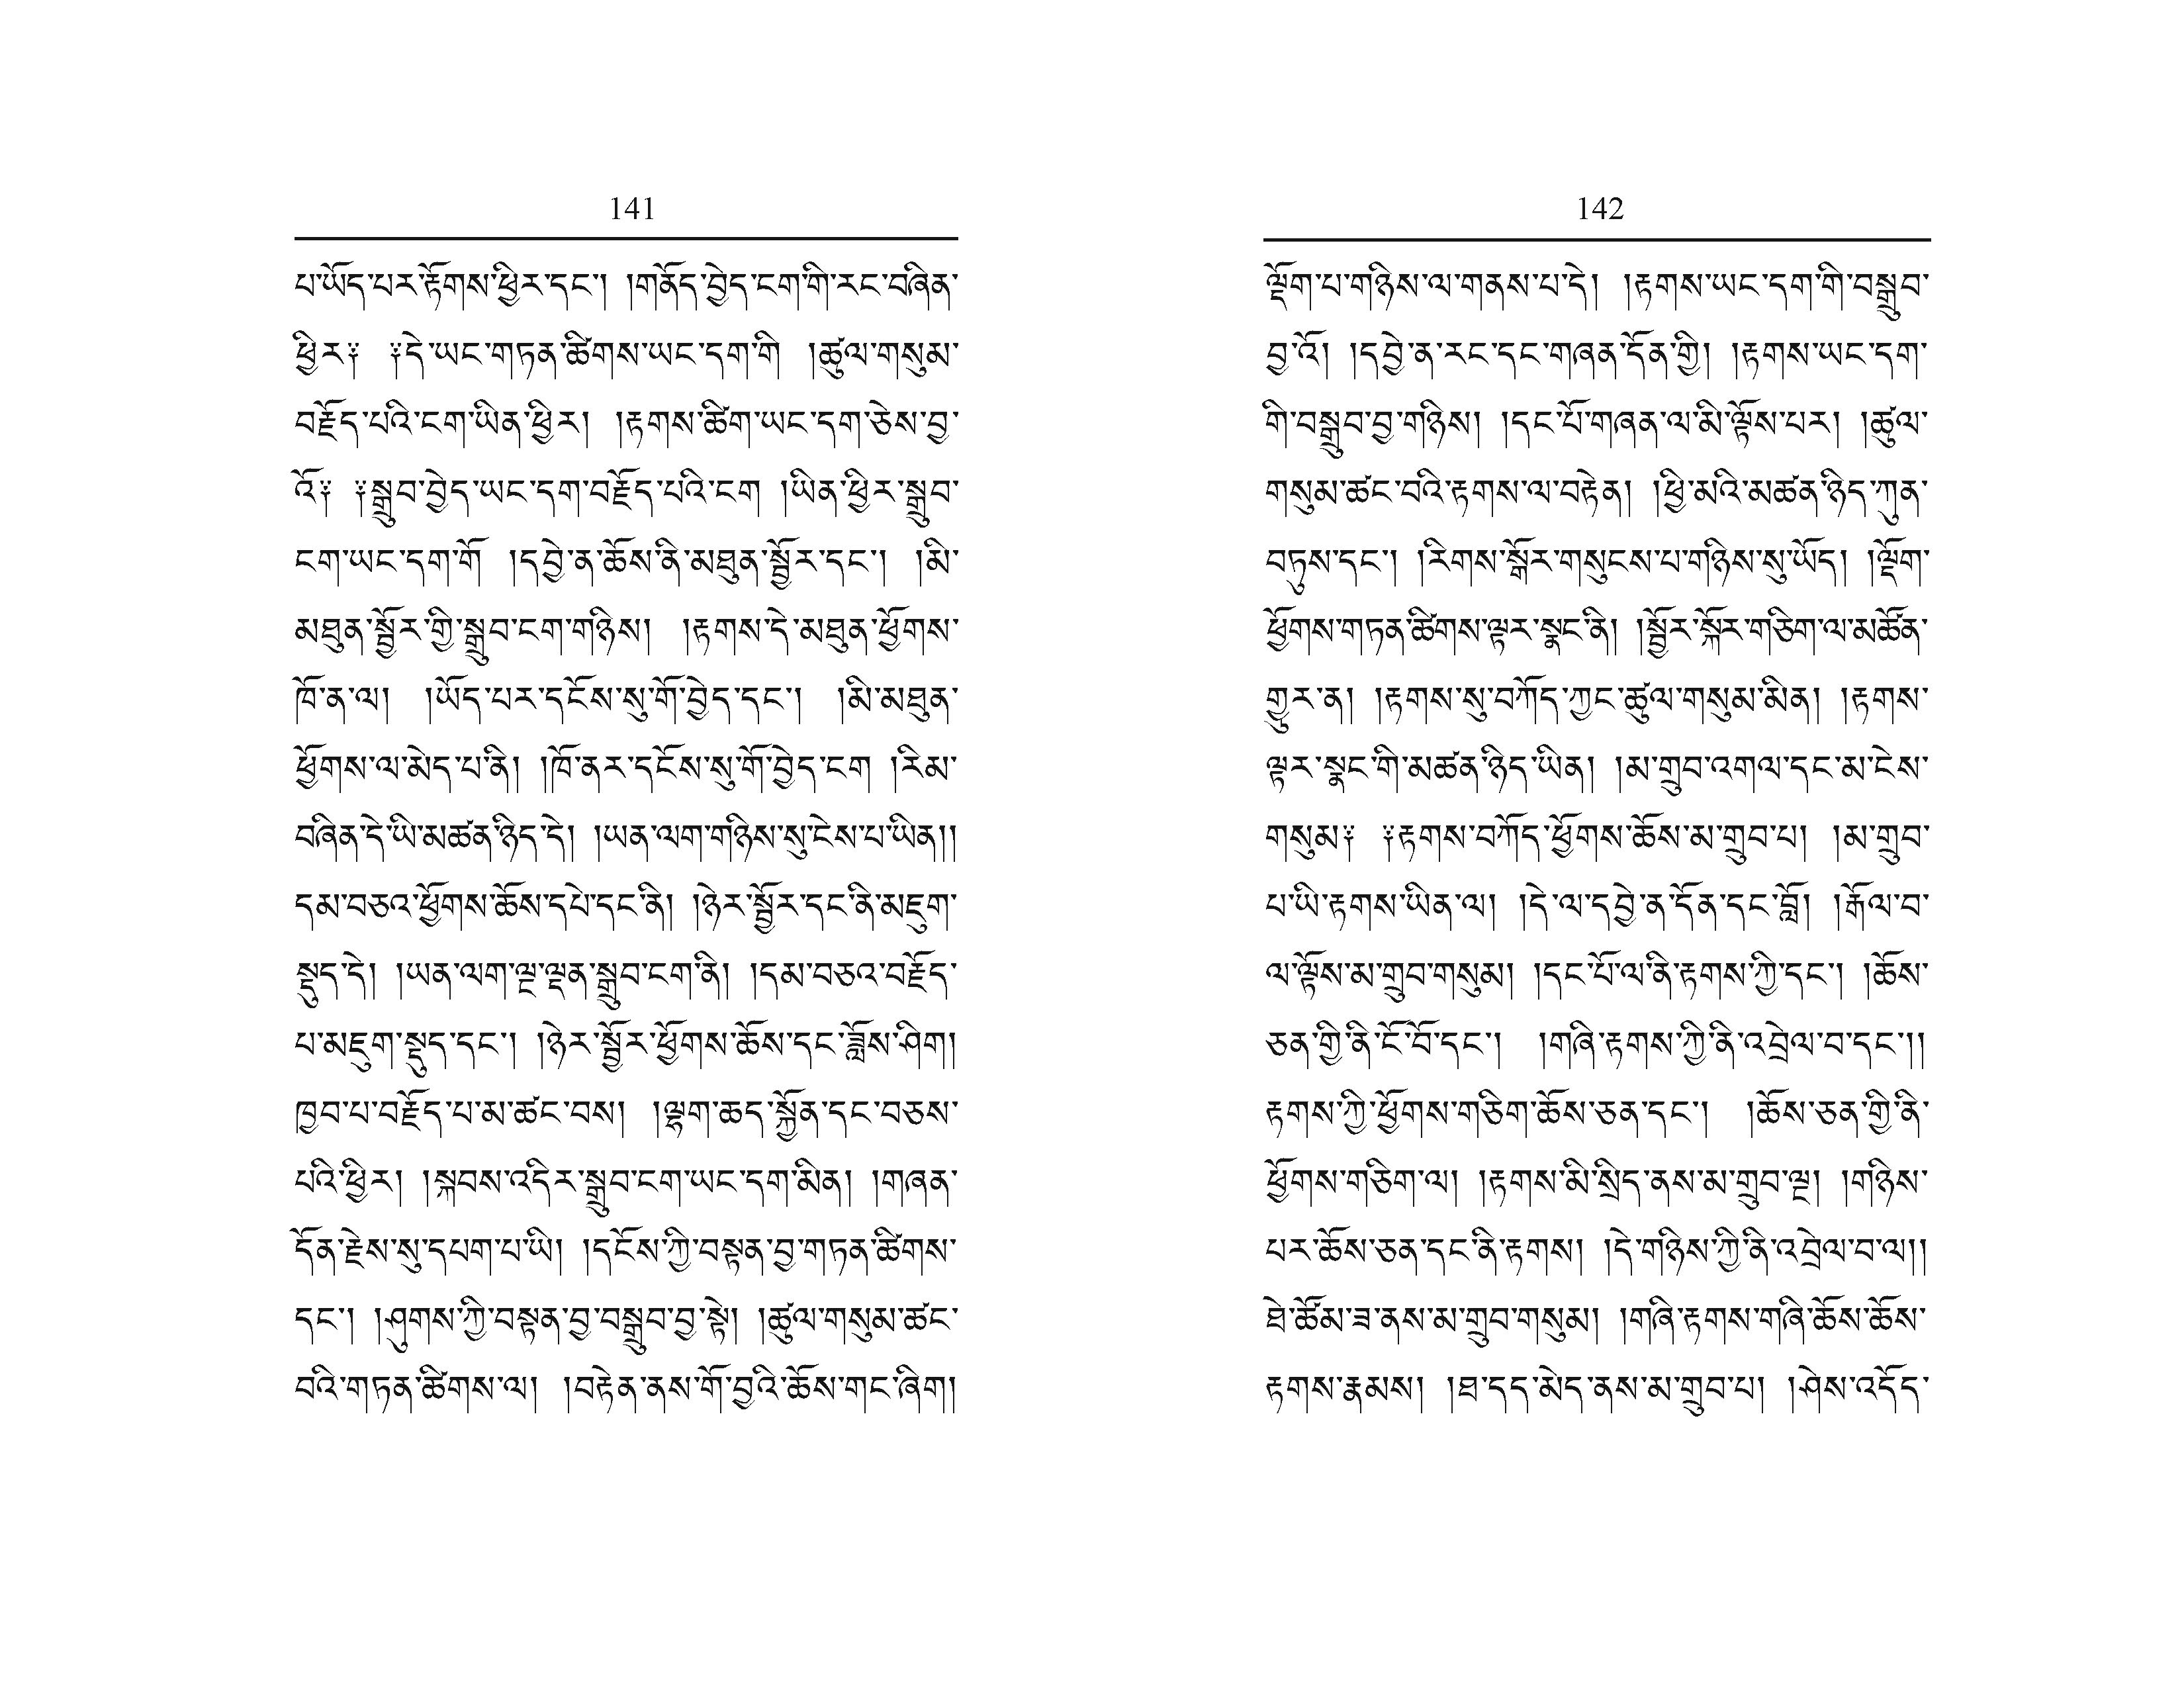 141
པ་ཡོད་པར་རྟོགས་ཕྱིར་དང་། །གནོད་བྱེད་ངག་གི་རང་བཞིན་
ཕྱིར༑ ༑དེ་ཡང་གཏན་ཚིགས་ཡང་དག་གི །ཚུལ་གསུམ་
བརྗོད་པའི་ངག་ཡིན་ཕྱིར། །རྟགས་ཚིག་ཡང་དག་ཅེས་བྱ་
འོ༑ ༑སྒྲུབ་བྱེད་ཡང་དག་བརྗོད་པའི་ངག །ཡིན་ཕྱིར་སྒྲུབ་
ངག་ཡང་དག་གོ །དབྱེ་ན་ཆོས་ནི་མཐུན་སྦྱོར་དང་། །མི་
མཐུན་སྦྱོར་གྱི་སྒྲུབ་ངག་གཉིས། །རྟགས་དེ་མཐུན་ཕྱོགས་
ཁོ་ན་ལ། །ཡོད་པར་དངོས་སུ་གོ་བྱེད་དང་། །མི་མཐུན་
ཕྱོགས་ལ་མེད་པ་ནི། །ཁོ་ནར་དངོས་སུ་གོ་བྱེད་ངག །རིམ་
བཞིན་དེ་ཡི་མཚན་ཉིད་དེ། །ཡན་ལག་གཉིས་སུ་ངེས་པ་ཡིན།།
དམ་བཅའ་ཕྱོགས་ཆོས་དཔེ་དང་ནི། །ཉེར་སྦྱོར་དང་ནི་མཇུག་
སྡུད་དེ། །ཡན་ལག་ལྔ་ལྡན་སྒྲུབ་ངག་ནི། །དམ་བཅའ་བརྗོད་
པ་མཇུག་སྡུད་དང་། །ཉེར་སྦྱོར་ཕྱོགས་ཆོས་དང་ཟློས་ཤིག།
ཁྱབ་པ་བརྗོད་པ་མ་ཚང་བས། །ལྷག་ཆད་སྐྱོན་དང་བཅས་
པའི་ཕྱིར། །སྐབས་འདིར་སྒྲུབ་ངག་ཡང་དག་མིན། །གཞན་
དོན་རྗེས་སུ་དཔག་པ་ཡི། །དངོས་ཀྱི་བསྟན་བྱ་གཏན་ཚིགས་
དང་། །ཤུགས་ཀྱི་བསྟན་བྱ་བསྒྲུབ་བྱ་སྟེ། །ཚུལ་གསུམ་ཚང་
བའི་གཏན་ཚིགས་ལ། །བརྟེན་ནས་གོ་བྱའི་ཆོས་གང་ཞིག།
142
ལྡོག་པ་གཉིས་ལ་གནས་པ་དེ། །རྟགས་ཡང་དག་གི་བསྒྲུབ་
བྱ་འོ། །དབྱེ་ན་རང་དང་གཞན་དོན་གྱི། །རྟགས་ཡང་དག་
གི་བསྒྲུབ་བྱ་གཉིས། །དང་པོ་གཞན་ལ་མི་ལྟོས་པར། །ཚུལ་
གསུམ་ཚང་བའི་རྟགས་ལ་བརྟེན། །ཕྱི་མའི་མཚན་ཉིད་ཀུན་
བཏུས་དང་། །རིགས་སྒོར་གསུངས་པ་གཉིས་སུ་ཡོད། །ལྡོག་
ཕྱོགས་གཏན་ཚིགས་ལྟར་སྣང་ནི། །སྦྱོར་སྐོར་གཅིག་ལ་མཚོན་
གྱུར་ན། །རྟགས་སུ་བཀོད་ཀྱང་ཚུལ་གསུམ་མིན། །རྟགས་
ལྟར་སྣང་གི་མཚན་ཉིད་ཡིན། །མ་གྲུབ་འགལ་དང་མ་ངེས་
གསུམ༑ ༑རྟགས་བཀོད་ཕྱོགས་ཆོས་མ་གྲུབ་པ། །མ་གྲུབ་
པ་ཡི་རྟགས་ཡིན་ལ། །དེ་ལ་དབྱེ་ན་དོན་དང་བློ། །རྒོལ་བ་
ལ་ལྟོས་མ་གྲུབ་གསུམ། །དང་པོ་ལ་ནི་རྟགས་ཀྱི་དང་། །ཆོས་
ཅན་གྱི་ནི་ངོ་བོ་དང་། །གཞི་རྟགས་ཀྱི་ནི་འབྲེལ་བ་དང་།།
རྟགས་ཀྱི་ཕྱོགས་གཅིག་ཆོས་ཅན་དང་། །ཆོས་ཅན་གྱི་ནི་
ཕྱོགས་གཅིག་ལ། །རྟགས་མི་སྲིད་ནས་མ་གྲུབ་ལྔ། །གཉིས་
པར་ཆོས་ཅན་དང་ནི་རྟགས། །དེ་གཉིས་ཀྱི་ནི་འབྲེལ་བ་ལ།།
ཐེ་ཚོམ་ཟ་ནས་མ་གྲུབ་གསུམ། །གཞི་རྟགས་གཞི་ཆོས་ཆོས་
རྟགས་རྣམས། །ཐ་དད་མེད་ནས་མ་གྲུབ་པ། །ཤེས་འདོད་